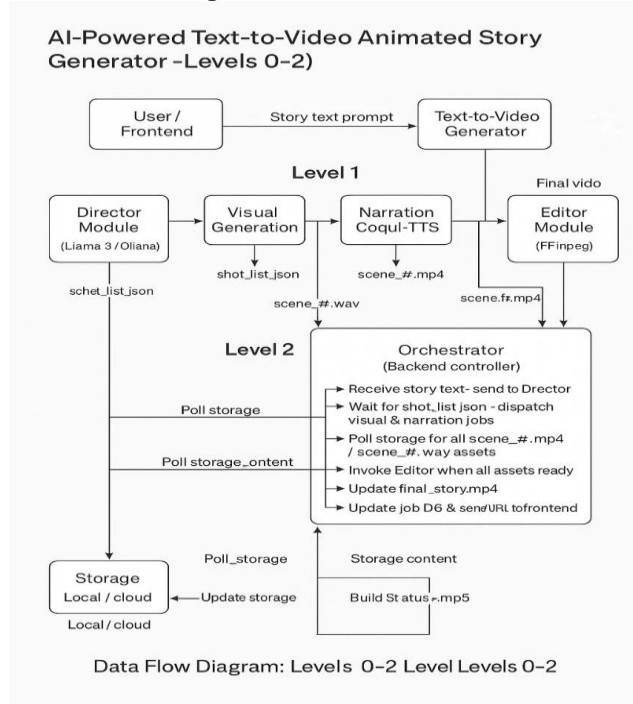 AI-Powered Text-to-Video Animated Story
Generator –Levels 0–2)
User /
Frontend
Story text prompt
Text-to-Video
Generator
Level 1
Final vido
Director
Module
(Liama 3 / Oliana)
Visual
Generation
Narration
Coqul-TTS
Editor
Module
(FFinpeg)
schet_list_json
shot_list_json
scene_#.wav
scene_#.mp4
scene.fr.mp4
Level 2
Orchestrator
(Backend controller)
Receive story text- send to Drector
Wait for shot_list json - dispatch
visual & narration jobs
Poll storage for all scene_#.mp4
/ scene_#. way assets
Invoke Editor when all assets ready
Update final_story.mp4
Update job D6 & send/URL tofrontend
Poll storage
Poll storage_ontent
Storage
Local / cloud
Local / cloud
Poll_storage
Update storage
Storage content
Build Status-.mp5
Data Flow Diagram: Levels 0–2 Level Levels 0–2